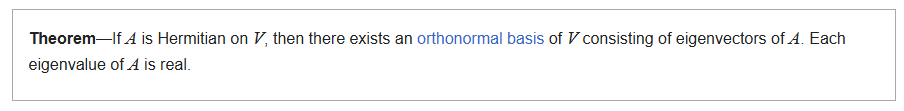 Theorem—If A is Hermitian on V, then there exists an orthonormal basis of V consisting of eigenvectors of A. Each
eigenvalue of A is real.